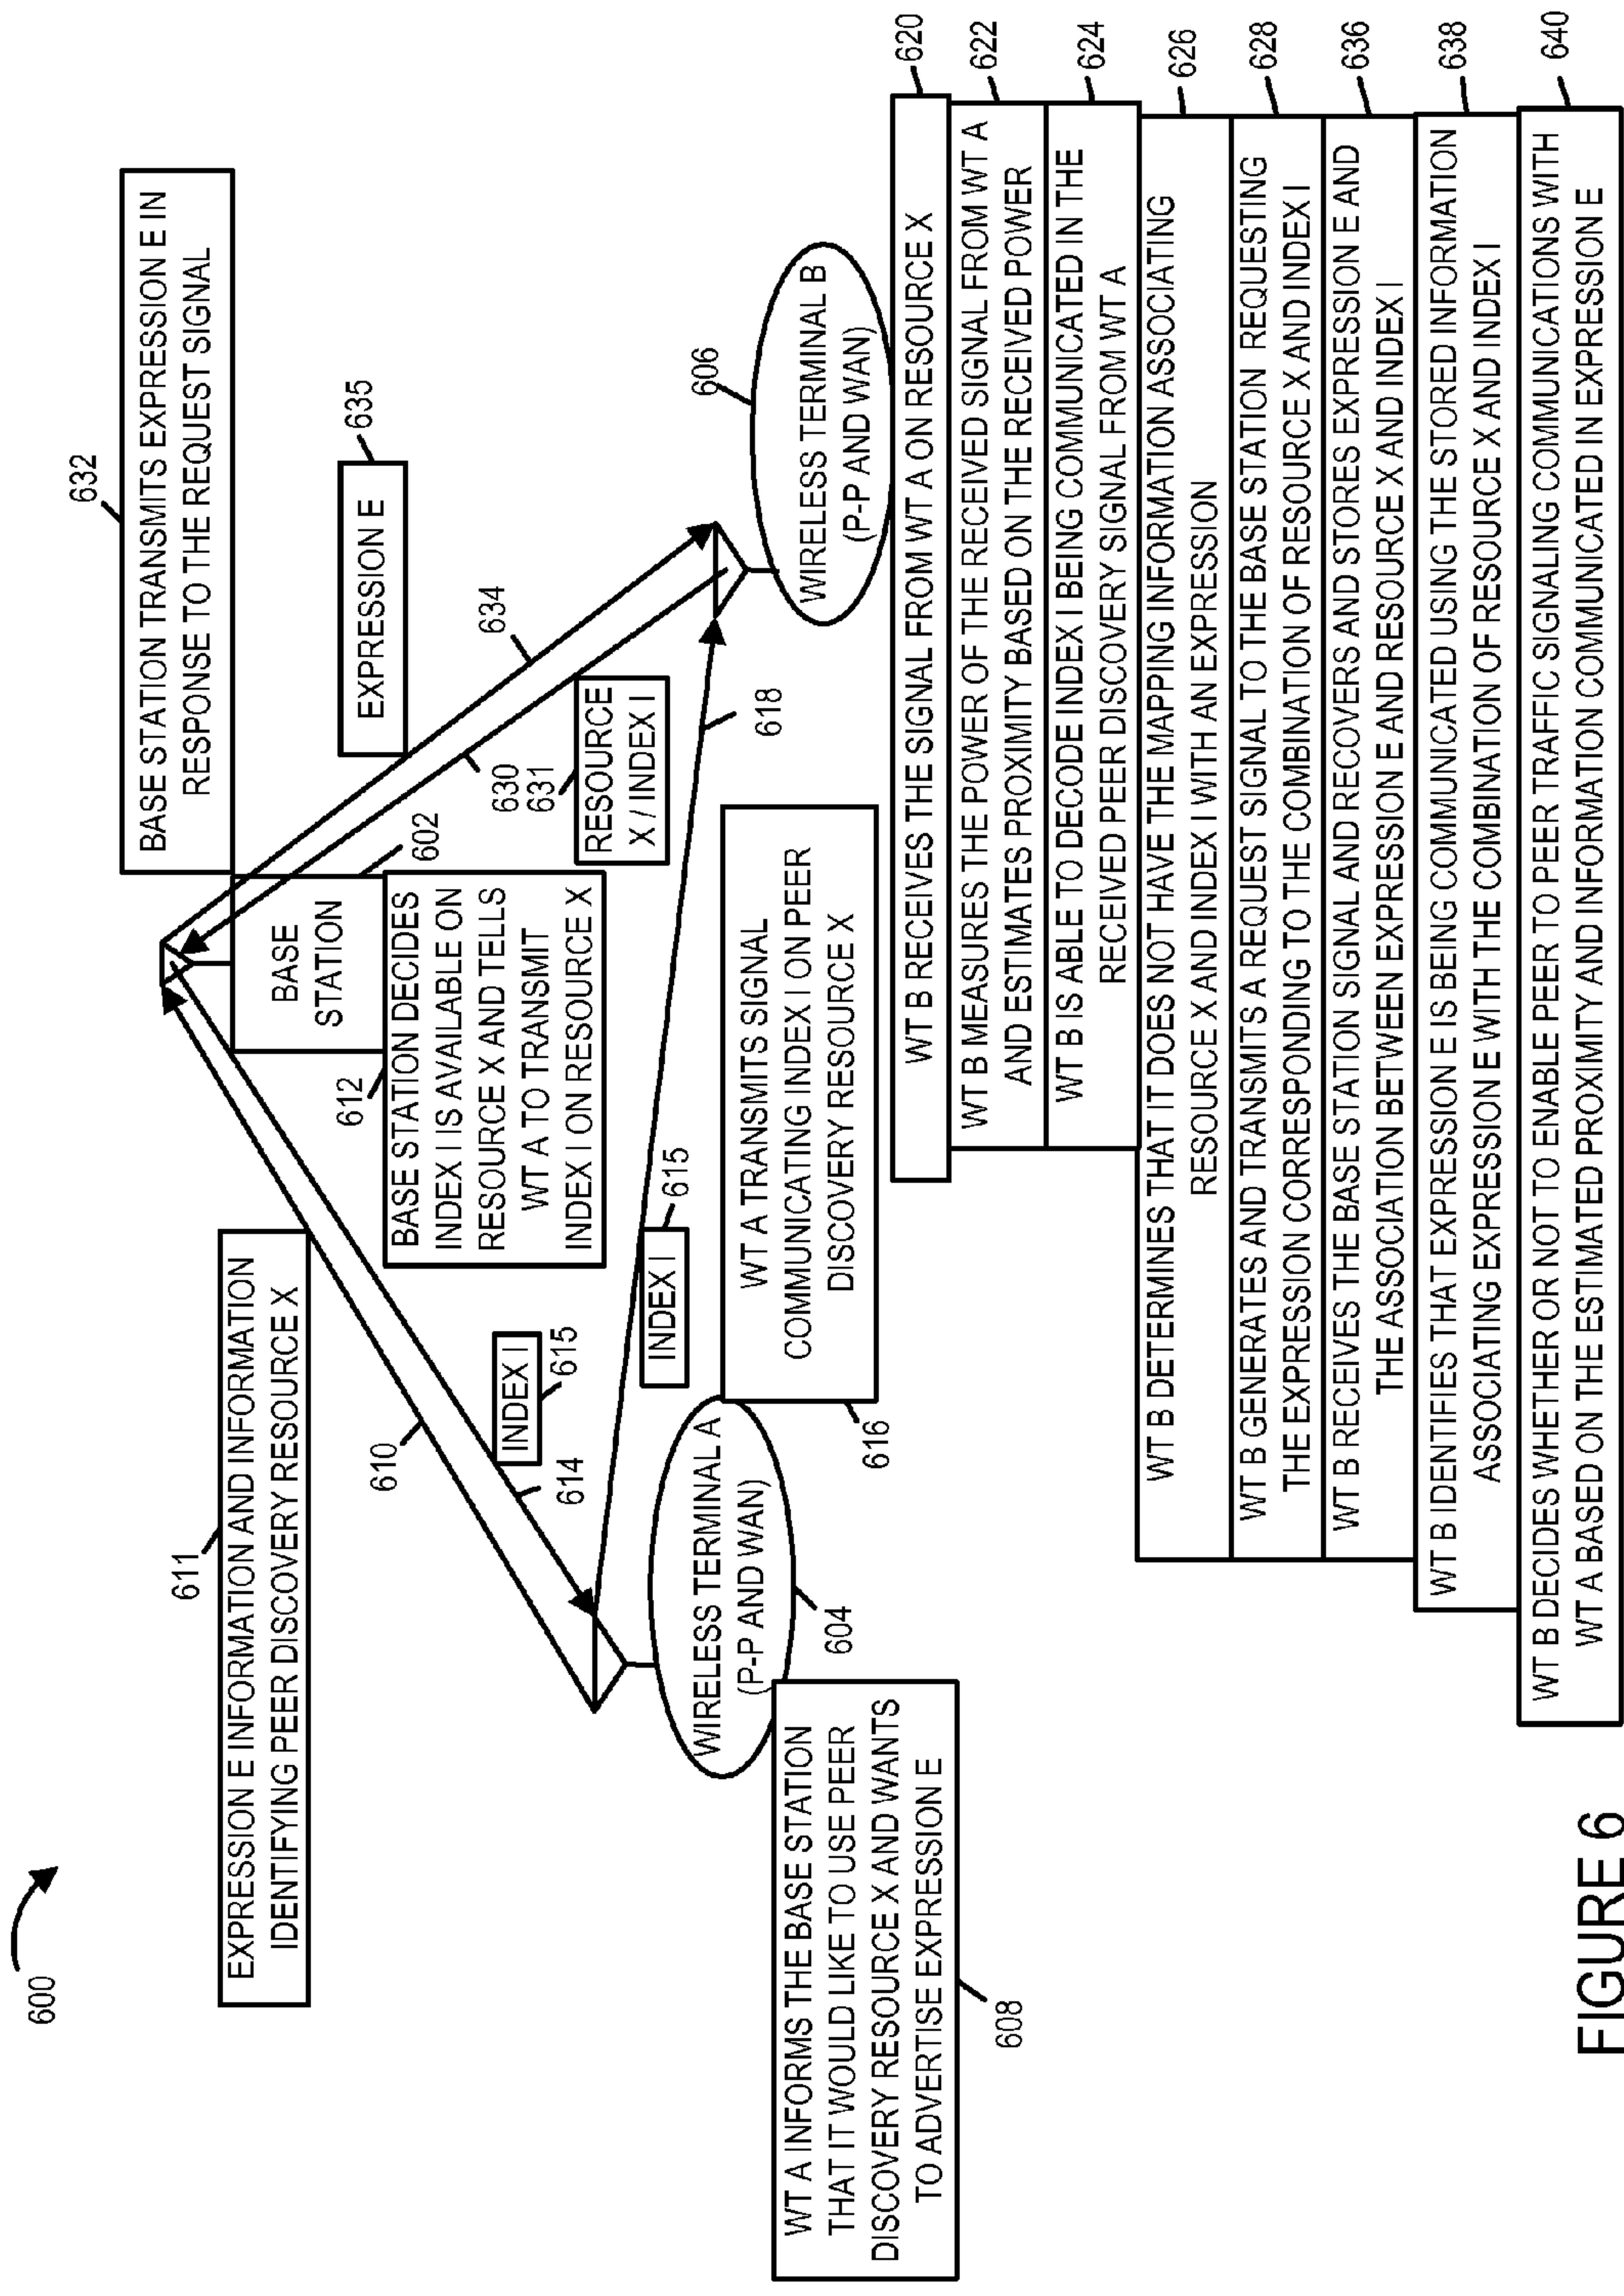 600
611
EXPRESSION E INFORMATION AND INFORMATION
IDENTIFYING PEER DISCOVERY RESOURCE X
632
BASE STATION TRANSMITS EXPRESSION E IN
RESPONSE TO THE REQUEST SIGNAL
635
EXPRESSION E
634
630
631
RESOURCE
X / INDEX I
602
BASE
STATION
612
BASE STATION DECIDES
INDEX I IS AVAILABLE ON
RESOURCE X AND TELLS
WT A TO TRANSMIT
INDEX I ON RESOURCE X
610
614
INDEX I
615
INDEX I
615
618
606
WIRELESS TERMINAL B
(P-P AND WAN)
WIRELESS TERMINAL A
(P-P AND WAN)
604
WT A TRANSMITS SIGNAL
COMMUNICATING INDEX I ON PEER
DISCOVERY RESOURCE X
616
WT A INFORMS THE BASE STATION
THAT IT WOULD LIKE TO USE PEER
DISCOVERY RESOURCE X AND WANTS
TO ADVERTISE EXPRESSION E
608
WT B RECEIVES THE SIGNAL FROM WT A ON RESOURCE X
620
WT B MEASURES THE POWER OF THE RECEIVED SIGNAL FROM WT A
AND ESTIMATES PROXIMITY BASED ON THE RECEIVED POWER
622
WT B IS ABLE TO DECODE INDEX I BEING COMMUNICATED IN THE
RECEIVED PEER DISCOVERY SIGNAL FROM WT A
624
WT B DETERMINES THAT IT DOES NOT HAVE THE MAPPING INFORMATION ASSOCIATING
RESOURCE X AND INDEX I WITH AN EXPRESSION
626
WT B GENERATES AND TRANSMITS A REQUEST SIGNAL TO THE BASE STATION REQUESTING
THE EXPRESSION CORRESPONDING TO THE COMBINATION OF RESOURCE X AND INDEX I
628
WT B RECEIVES THE BASE STATION SIGNAL AND RECOVERS AND STORES EXPRESSION E AND
THE ASSOCIATION BETWEEN EXPRESSION E AND RESOURCE X AND INDEX I
636
WT B IDENTIFIES THAT EXPRESSION E IS BEING COMMUNICATED USING THE STORED INFORMATION
ASSOCIATING EXPRESSION E WITH THE COMBINATION OF RESOURCE X AND INDEX I
638
WT B DECIDES WHETHER OR NOT TO ENABLE PEER TO PEER TRAFFIC SIGNALING COMMUNICATIONS WITH
WT A BASED ON THE ESTIMATED PROXIMITY AND INFORMATION COMMUNICATED IN EXPRESSION E
640
FIGURE 6